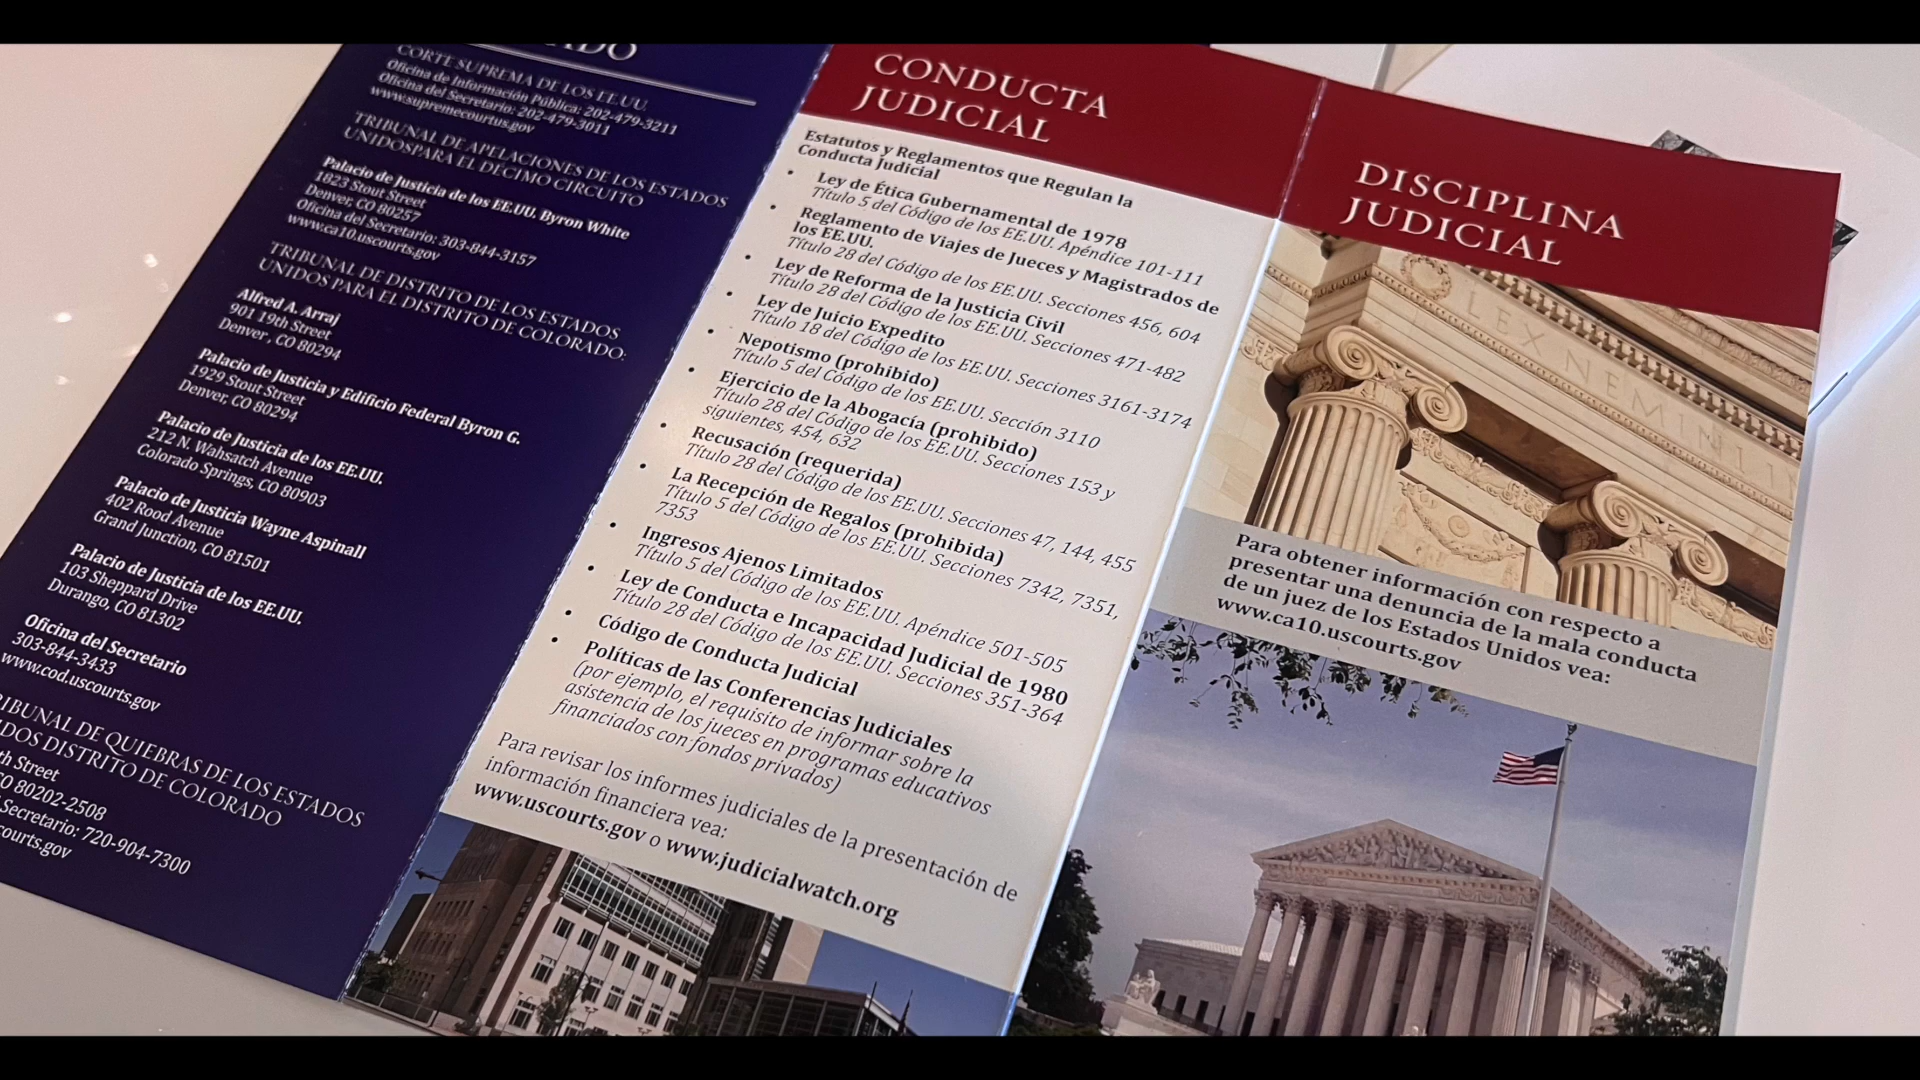 ADO
CORTE SUPREMA DE LOS EE.UU.
Oficina de Información Pública: 202-479-3211
Oficina del Secretario: 202-479-3011
www.supremecourtus.gov
TRIBUNAL DE APELACIONES DE LOS ESTADOS
UNIDOSPARA EL DÉCIMO CIRCUITO
Palacio de Justicia de los EE.UU. Byron White
1823 Stout Street
Denver, CO 80257
Oficina del Secretario: 303-844-3157
www.ca10.uscourts.gov
TRIBUNAL DE DISTRITO DE LOS ESTADOS
UNIDOS PARA EL DISTRITO DE COLORADO:
Alfred A. Arraj
901 19th Street
Denver , CO 80294
Palacio de Justicia y Edificio Federal Byron G.
1929 Stout Street
Denver, CO 80294
Palacio de Justicia de los EE.UU.
212 N. Wahsatch Avenue
Colorado Springs, CO 80903
Palacio de Justicia Wayne Aspinall
402 Rood Avenue
Grand Junction, CO 81501
Palacio de Justicia de los EE.UU.
103 Sheppard Drive
Durango, CO 81302
Oficina del Secretario
303-844-3433
www.cod.uscourts.gov
IBUNAL DE QUIEBRAS DE LOS ESTADOS
DOS DISTRITO DE COLORADO
th Street
CO 80202-2508
Secretario: 720-904-7300
courts.gov
CONDUCTA
JUDICIAL
Estatutos y Reglamentos que Regulan la
Conducta Judicial
• Ley de Ética Gubernamental de 1978
Título 5 del Código de los EE.UU. Apéndice 101-111
• Reglamento de Viajes de Jueces y Magistrados de
los EE.UU.
Título 28 del Código de los EE.UU. Secciones 456, 604
• Ley de Reforma de la Justicia Civil
Título 28 del Código de los EE.UU. Secciones 471-482
• Ley de Juicio Expedito
Título 18 del Código de los EE.UU. Secciones 3161-3174
• Nepotismo (prohibido)
Título 5 del Código de los EE.UU. Sección 3110
• Ejercicio de la Abogacía (prohibido)
Título 28 del Código de los EE.UU. Secciones 153 y
siguientes, 454, 632
• Recusación (requerida)
Título 28 del Código de los EE.UU. Secciones 47, 144, 455
• La Recepción de Regalos (prohibida)
Título 5 del Código de los EE.UU. Secciones 7342, 7351,
7353
• Ingresos Ajenos Limitados
Título 5 del Código de los EE.UU. Apéndice 501-505
• Ley de Conducta e Incapacidad Judicial de 1980
Título 28 del Código de los EE.UU. Secciones 351-364
• Código de Conducta Judicial
• Políticas de las Conferencias Judiciales
(por ejemplo, el requisito de informar sobre la
asistencia de los jueces en programas educativos
financiados con fondos privados)
Para revisar los informes judiciales de la presentación de
información financiera vea:
www.uscourts.gov o www.judicialwatch.org
DISCIPLINA
JUDICIAL
LEX NEMINI
Para obtener información con respecto a
presentar una denuncia de la mala conducta
de un juez de los Estados Unidos vea:
www.ca10.uscourts.gov